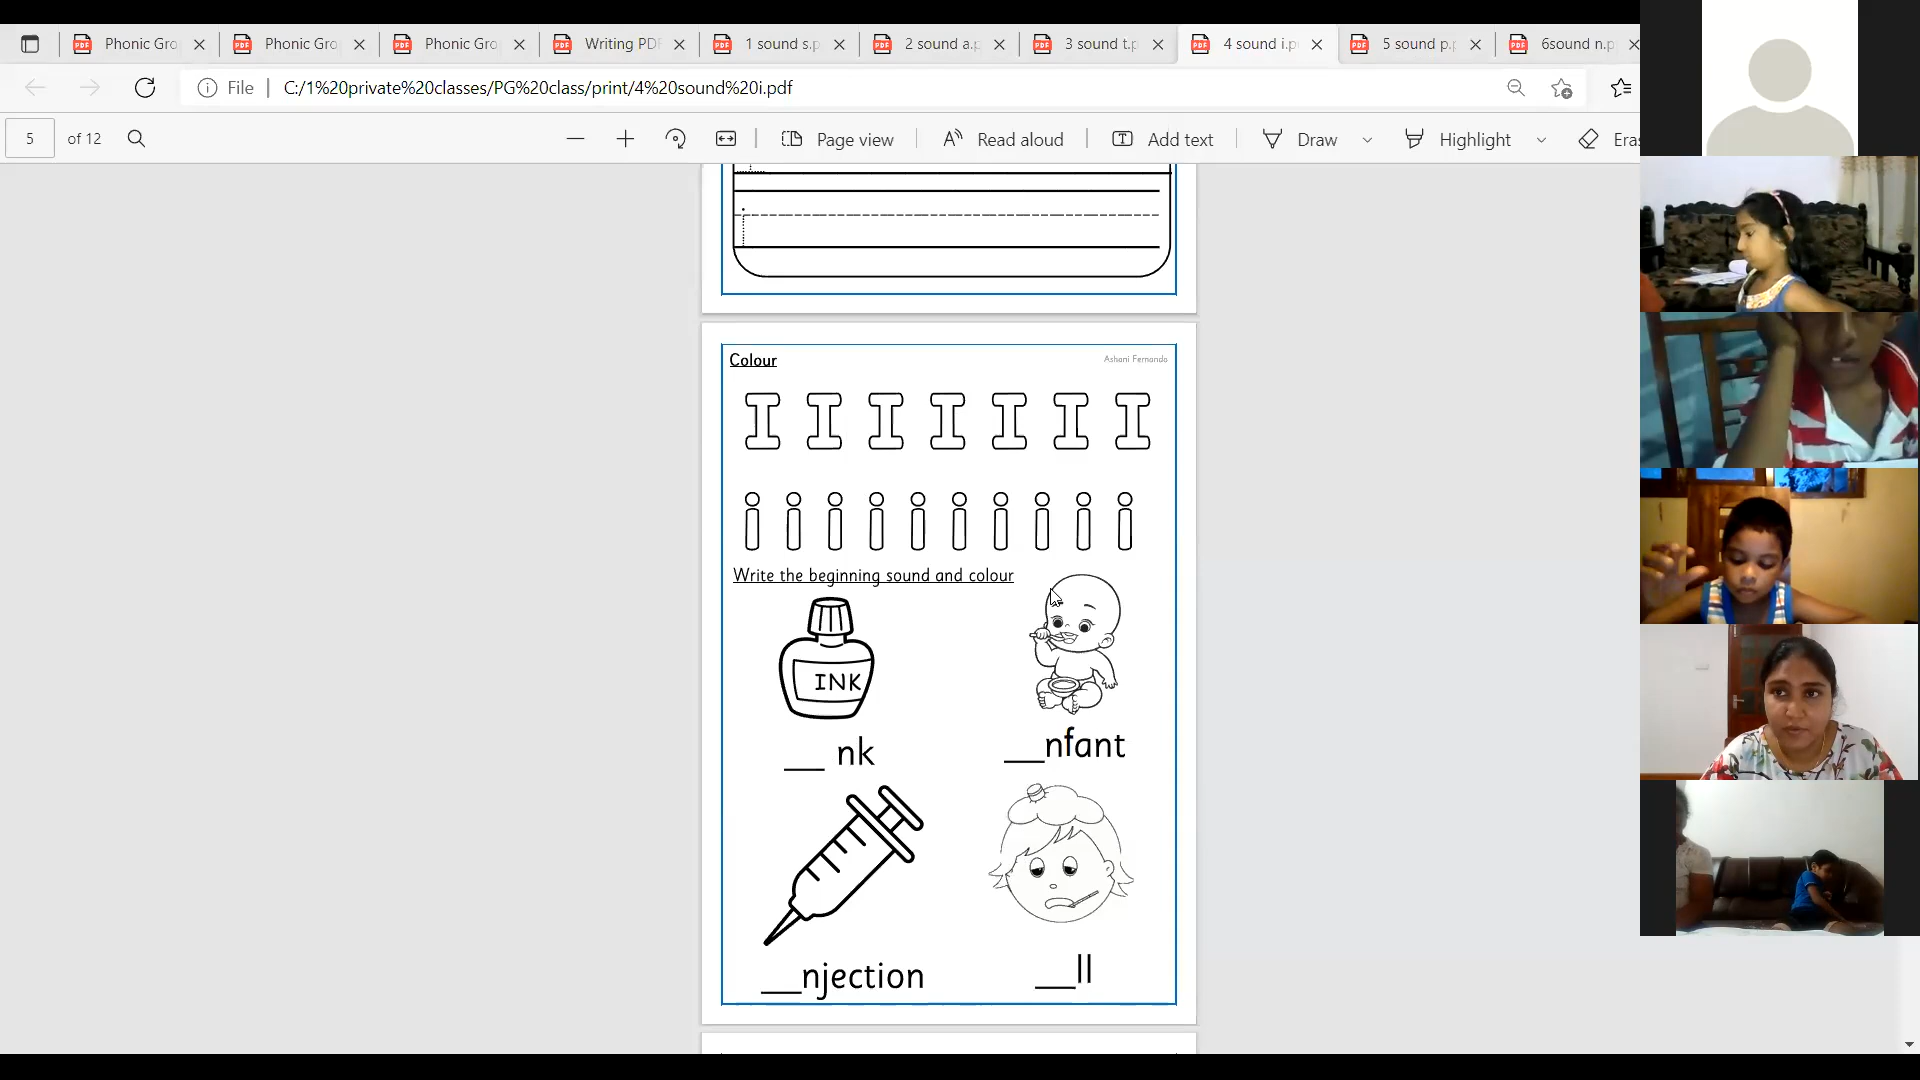 Phonic Gro
Phonic Gro
Phonic Gro
Writing PDF
1 sound s.p
2 sound a.p
3 sound t.p
4 sound i.p
5 sound p.p
6sound n.p
File C:/1%20private%20classes/PG%20class/print/4%20sound%20i.pdf
5 of 12 Page view Read aloud Add text Draw Highlight Eras
i
Colour Ashani Fernando
I I I I I I I
i i i i i i i i i i
Write the beginning sound and colour
INK
__ nk
__nfant
__njection
__ll